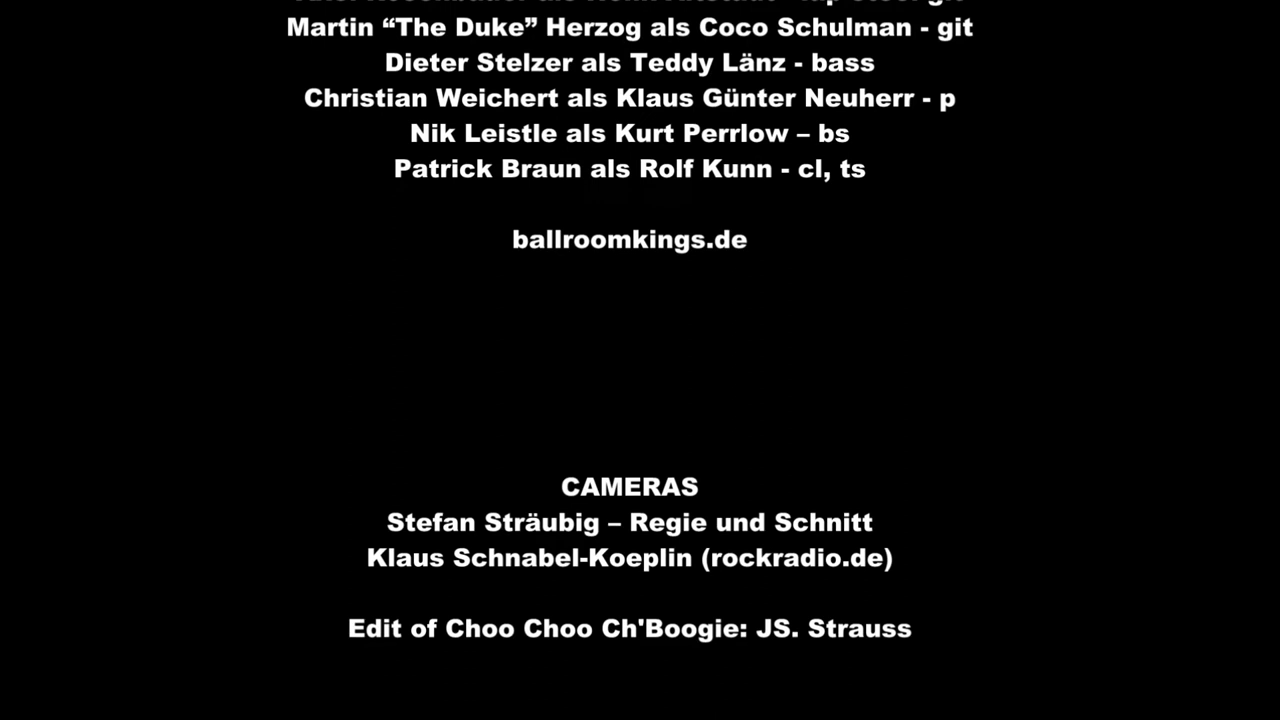 Martin “The Duke” Herzog als Coco Schulman - git
Dieter Stelzer als Teddy Länz - bass
Christian Weichert als Klaus Günter Neuherr - p
Nik Leistle als Kurt Perrlow – bs
Patrick Braun als Rolf Kunn - cl, ts
ballroomkings.de
CAMERAS
Stefan Sträubig – Regie und Schnitt
Klaus Schnabel-Koeplin (rockradio.de)
Edit of Choo Choo Ch'Boogie: JS. Strauss